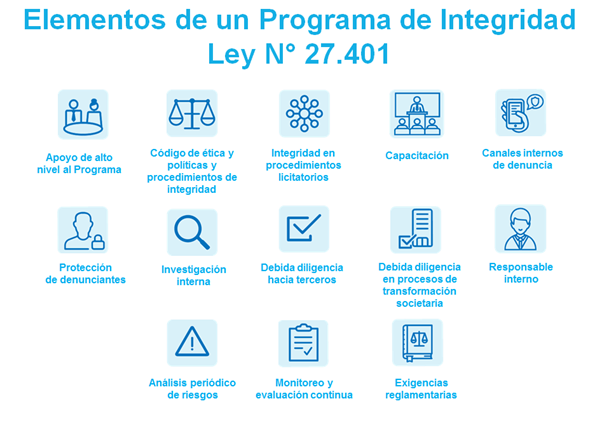 Elementos de un Programa de Integridad
Ley N° 27.401
Apoyo de alto
nivel al Programa
Código de ética y
políticas y
procedimientos de
integridad
Integridad en
procedimientos
licitatorios
Capacitación
Canales internos
de denuncia
Protección
de denunciantes
Investigación
interna
Debida diligencia
hacia terceros
Debida diligencia
en procesos de
transformación
societaria
Responsable
interno
Análisis periódico
de riesgos
Monitoreo y
evaluación continua
Exigencias
reglamentarias